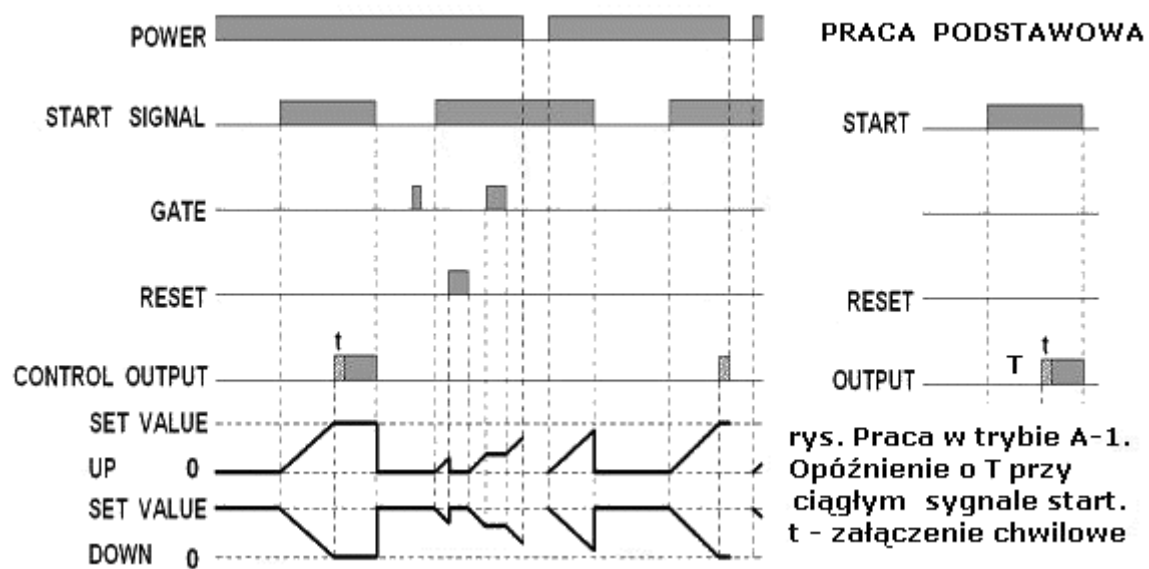 POWER
START SIGNAL
GATE
RESET
t
CONTROL OUTPUT
SET VALUE
UP 0
SET VALUE
DOWN 0
PRACA PODSTAWOWA
START
RESET
t
T
OUTPUT
rys. Praca w trybie A-1.
Opóźnienie o T przy
ciągłym sygnale start.
t - załączenie chwilowe